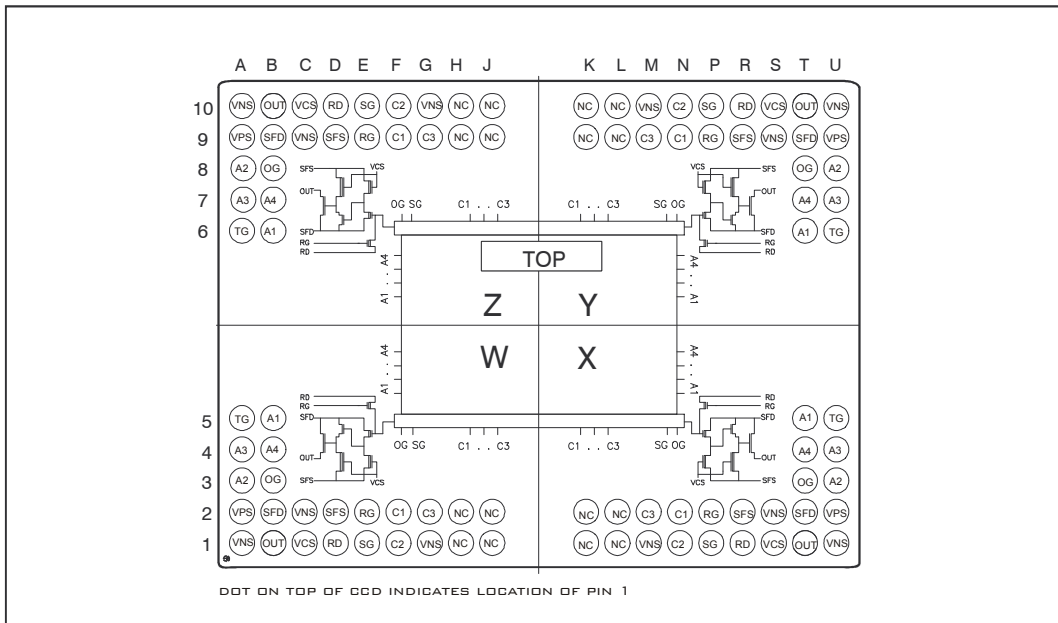 A B C D E F G H J K L M N P R S T U
10 VNS OUT VCS RD SG C2 VNS NC NC NC NC VNS C2 SG RD VCS OUT VNS
9 VPS SFD VNS SFS RG C1 C3 NC NC NC NC C3 C1 RG SFS VNS SFD VPS
8 A2 OG SFS VCS VCS SFS OG A2
7 A3 A4 OUT OG SG C1 . . C3 C1 . . C3 SG OG OUT A4 A3
6 TG A1 SFD SFD A1 TG
RG RG
RD RD
TOP
A4 . . A1 A4 . . A1
Z Y
W X
A4 . . A1 A4 . . A1
RD RD
RG RG
5 TG A1 SFD SFD A1 TG
4 A3 A4 OUT OG SG C1 . . C3 C1 . . C3 SG OG OUT A4 A3
3 A2 OG SFS VCS VCS SFS OG A2
2 VPS SFD VNS SFS RG C1 C3 NC NC NC NC C3 C1 RG SFS VNS SFD VPS
1 VNS OUT VCS RD SG C2 VNS NC NC NC NC VNS C2 SG RD VCS OUT VNS
DOT ON TOP OF CCD INDICATES LOCATION OF PIN 1